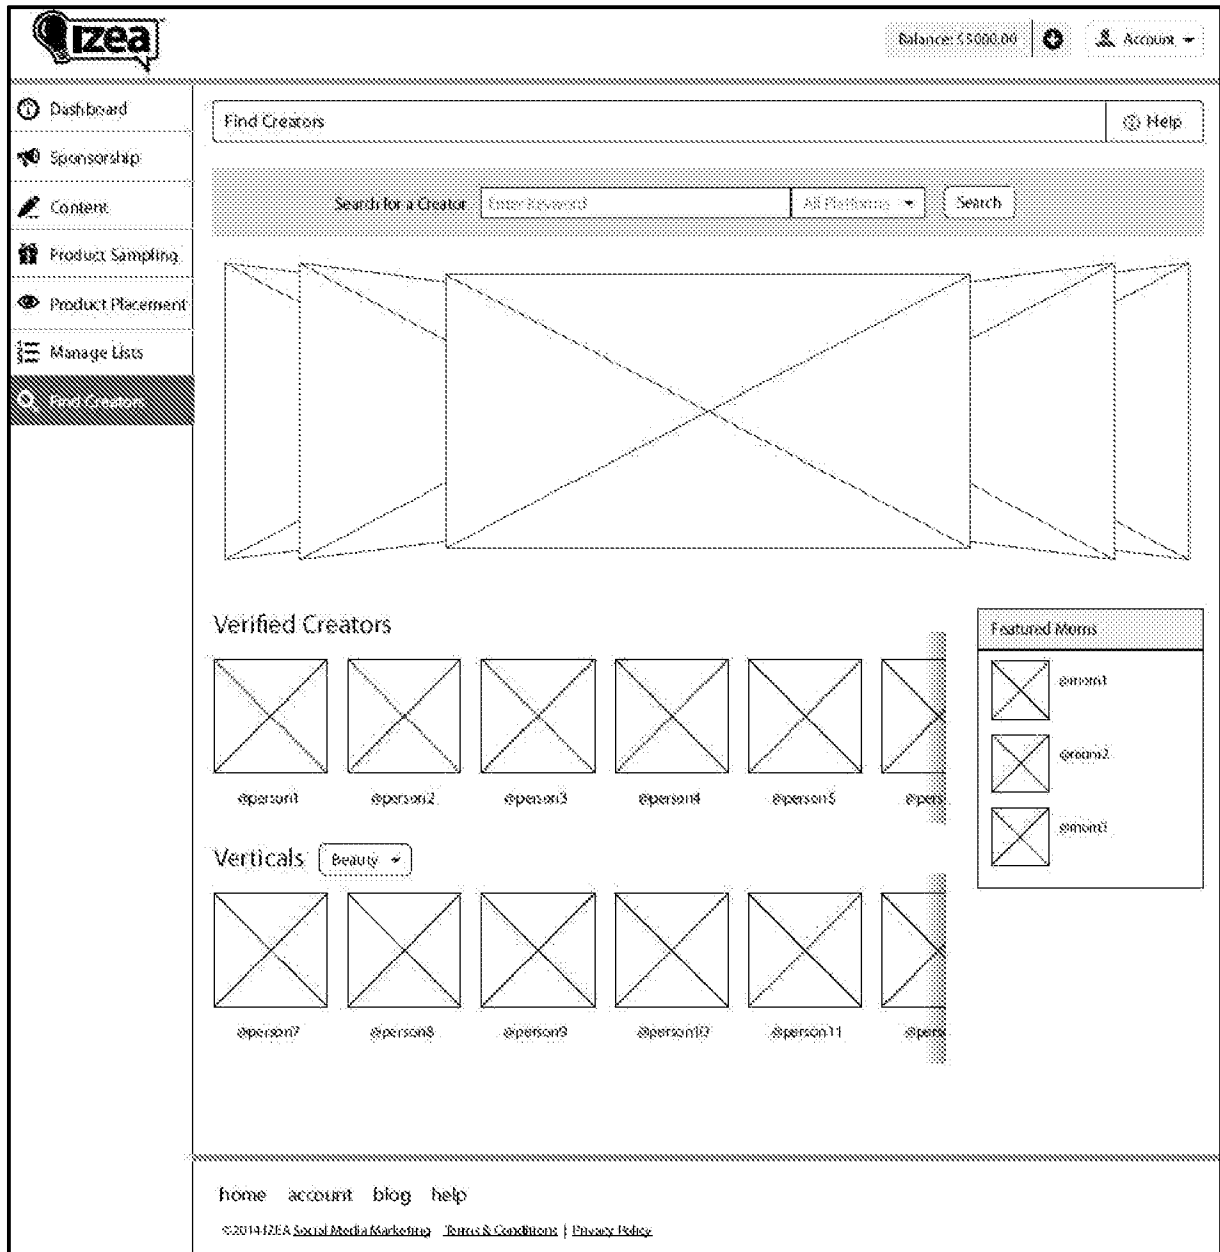 izea
Balance: $5000.00
Account
Dashboard
Sponsorship
Content
Product Sampling
Product Placement
Manage Lists
Find Creators
Find Creators
Help
Search for a Creator
Enter Keyword
All Platforms
Search
Verified Creators
@person1 @person2 @person3 @person4 @person5 @pers
Featured Moms
@mom1
@mom2
@mom3
Verticals
Beauty
@person7 @person8 @person9 @person10 @person11 @pers
home account blog help
©2014 IZEA Social Media Marketing Terms & Conditions | Privacy Policy